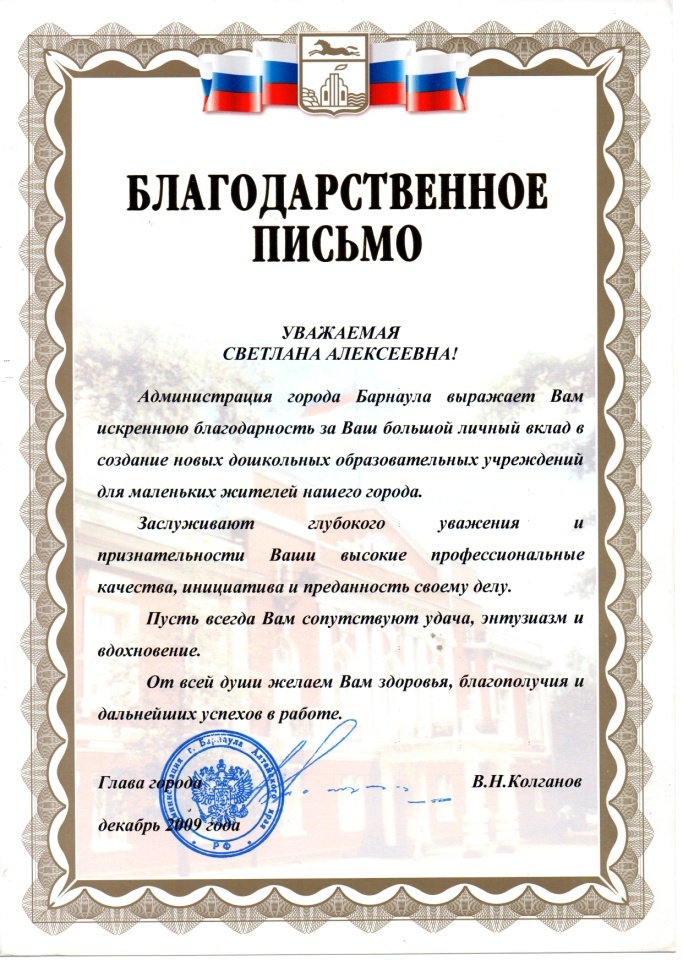 БЛАГОДАРСТВЕННОЕ
ПИСЬМО
УВАЖАЕМАЯ
СВЕТЛАНА АЛЕКСЕЕВНА!
Администрация города Барнаула выражает Вам
искреннюю благодарность за Ваш большой личный вклад в
создание новых дошкольных образовательных учреждений
для маленьких жителей нашего города.
Заслуживают глубокого уважения и
признательности Ваши высокие профессиональные
качества, инициатива и преданность своему делу.
Пусть всегда Вам сопутствуют удача, энтузиазм и
вдохновение.
От всей души желаем Вам здоровья, благополучия и
дальнейших успехов в работе.
Глава города В.Н.Колганов
декабрь 2009 года
Администрация г. Барнаула Алтайского края
РФ